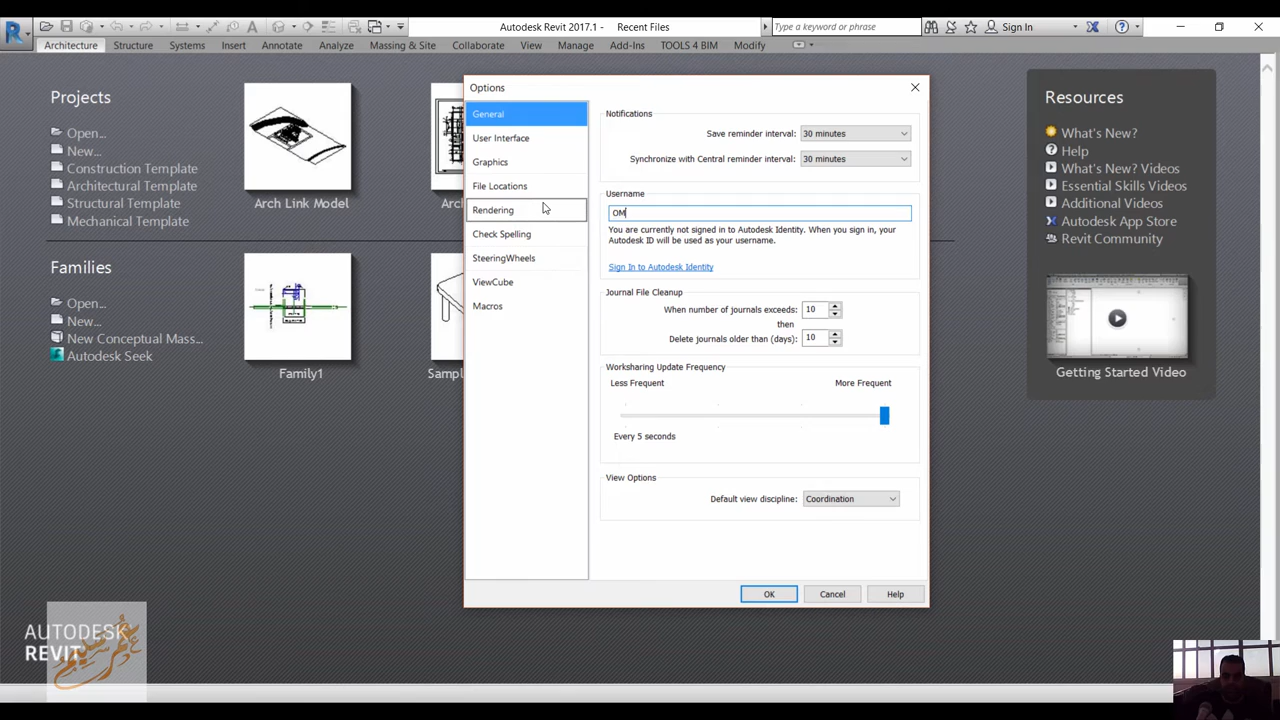 Autodesk Revit 2017.1 - Recent Files
Type a keyword or phrase
Sign In
Architecture
Structure
Systems
Insert
Annotate
Analyze
Massing & Site
Collaborate
View
Manage
Add-Ins
TOOLS 4 BIM
Modify
Projects
Open...
New...
Construction Template
Architectural Template
Structural Template
Mechanical Template
Arch Link Model
Families
Open...
New...
New Conceptual Mass...
Autodesk Seek
Family1
Options
General
User Interface
Graphics
File Locations
Rendering
Check Spelling
SteeringWheels
ViewCube
Macros
Notifications
Save reminder interval: 30 minutes
Synchronize with Central reminder interval: 30 minutes
Username
OM
You are currently not signed in to Autodesk Identity. When you sign in, your
Autodesk ID will be used as your username.
Sign In to Autodesk Identity
Journal File Cleanup
When number of journals exceeds: 10
then
Delete journals older than (days): 10
Worksharing Update Frequency
Less Frequent More Frequent
Every 5 seconds
View Options
Default view discipline: Coordination
OK Cancel Help
Resources
What's New?
Help
What's New? Videos
Essential Skills Videos
Additional Videos
Autodesk App Store
Revit Community
Getting Started Video
AUTODESK
REVIT